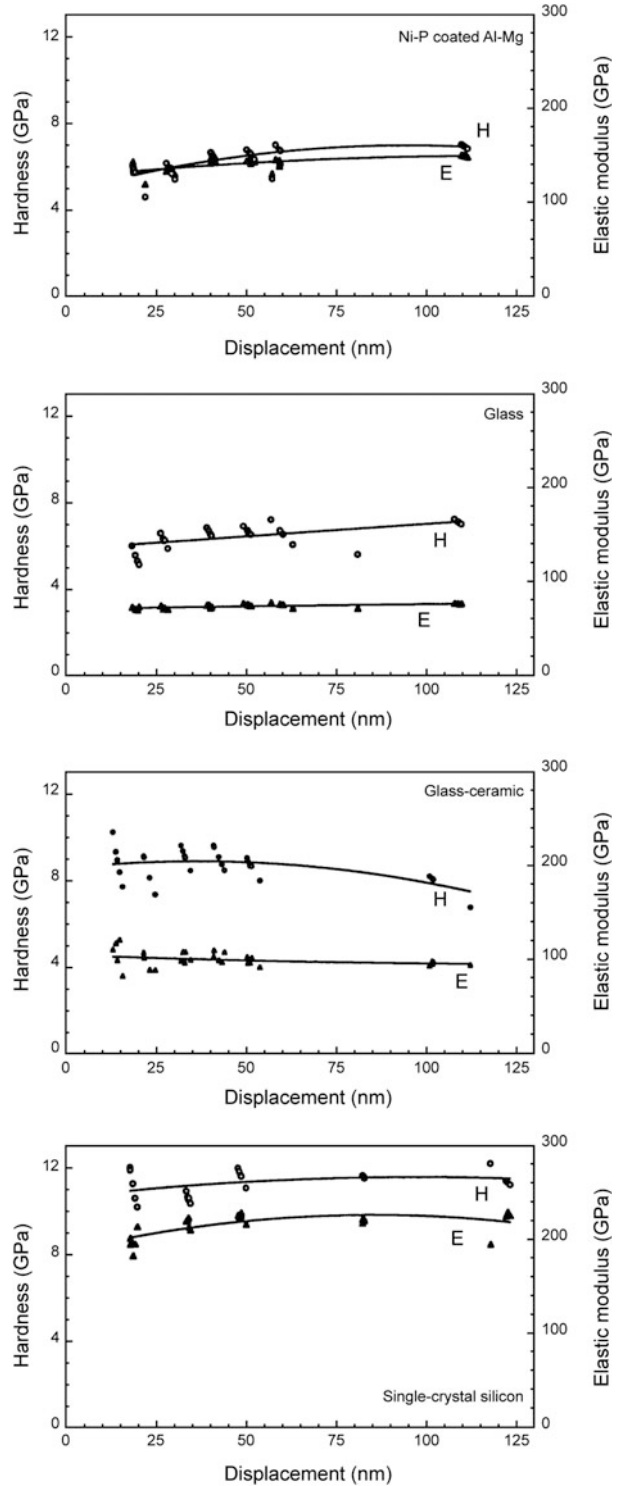 Ni-P coated Al-Mg
12
8
4
0
300
200
100
0
H
E
0 25 50 75 100 125
Hardness (GPa)
Elastic modulus (GPa)
Displacement (nm)
Glass
12
8
4
0
300
200
100
0
H
E
0 25 50 75 100 125
Hardness (GPa)
Elastic modulus (GPa)
Displacement (nm)
Glass-ceramic
12
8
4
0
300
200
100
0
H
E
0 25 50 75 100 125
Hardness (GPa)
Elastic modulus (GPa)
Displacement (nm)
12
8
4
0
300
200
100
0
H
E
Single-crystal silicon
0 25 50 75 100 125
Hardness (GPa)
Elastic modulus (GPa)
Displacement (nm)